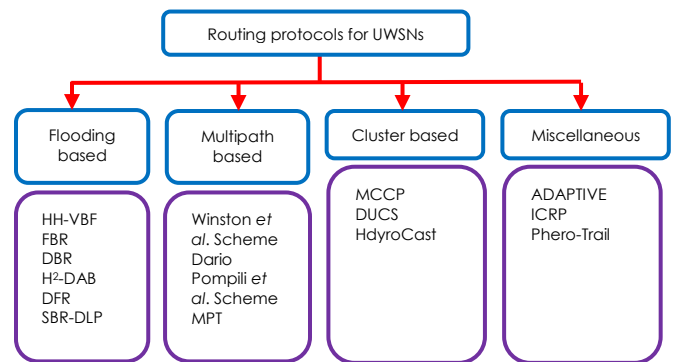 Routing protocols for UWSNs
Flooding
based
Multipath
based
Cluster based
Miscellaneous
HH-VBF
FBR
DBR
H²-DAB
DFR
SBR-DLP
Winston et
al. Scheme
Dario
Pompili et
al. Scheme
MPT
MCCP
DUCS
HdyroCast
ADAPTIVE
ICRP
Phero-Trail